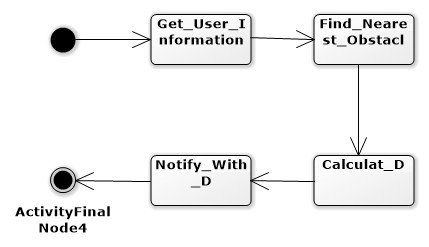 Get_User_I
nformation
Find_Neare
st_Obstacl
Notify_With
_D
Calculat_D
ActivityFinal
Node4